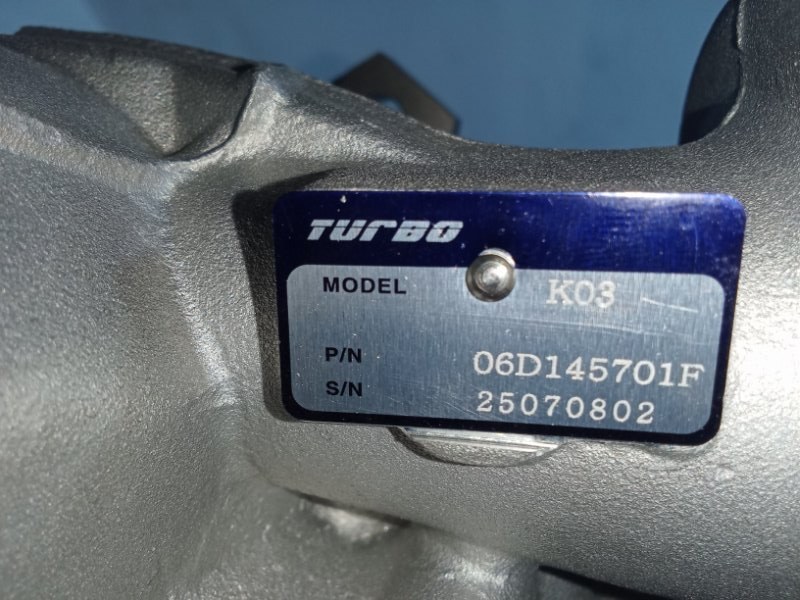 TURBO
MODEL K03
P/N 06D145701F
S/N 25070802